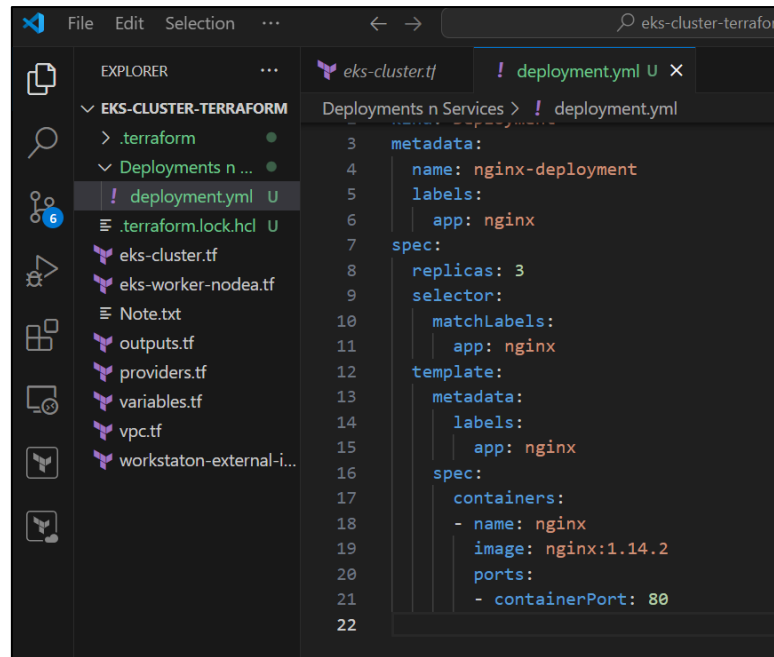 File Edit Selection ···
eks-cluster-terrafor
EXPLORER ···
EKS-CLUSTER-TERRAFORM
.terraform
Deployments n ...
! deployment.yml U
.terraform.lock.hcl U
eks-cluster.tf
eks-worker-nodea.tf
Note.txt
outputs.tf
providers.tf
variables.tf
vpc.tf
workstaton-external-i...
6
eks-cluster.tf
! deployment.yml U ×
Deployments n Services > ! deployment.yml
3 metadata:
4 name: nginx-deployment
5 labels:
6 app: nginx
7 spec:
8 replicas: 3
9 selector:
10 matchLabels:
11 app: nginx
12 template:
13 metadata:
14 labels:
15 app: nginx
16 spec:
17 containers:
18 - name: nginx
19 image: nginx:1.14.2
20 ports:
21 - containerPort: 80
22